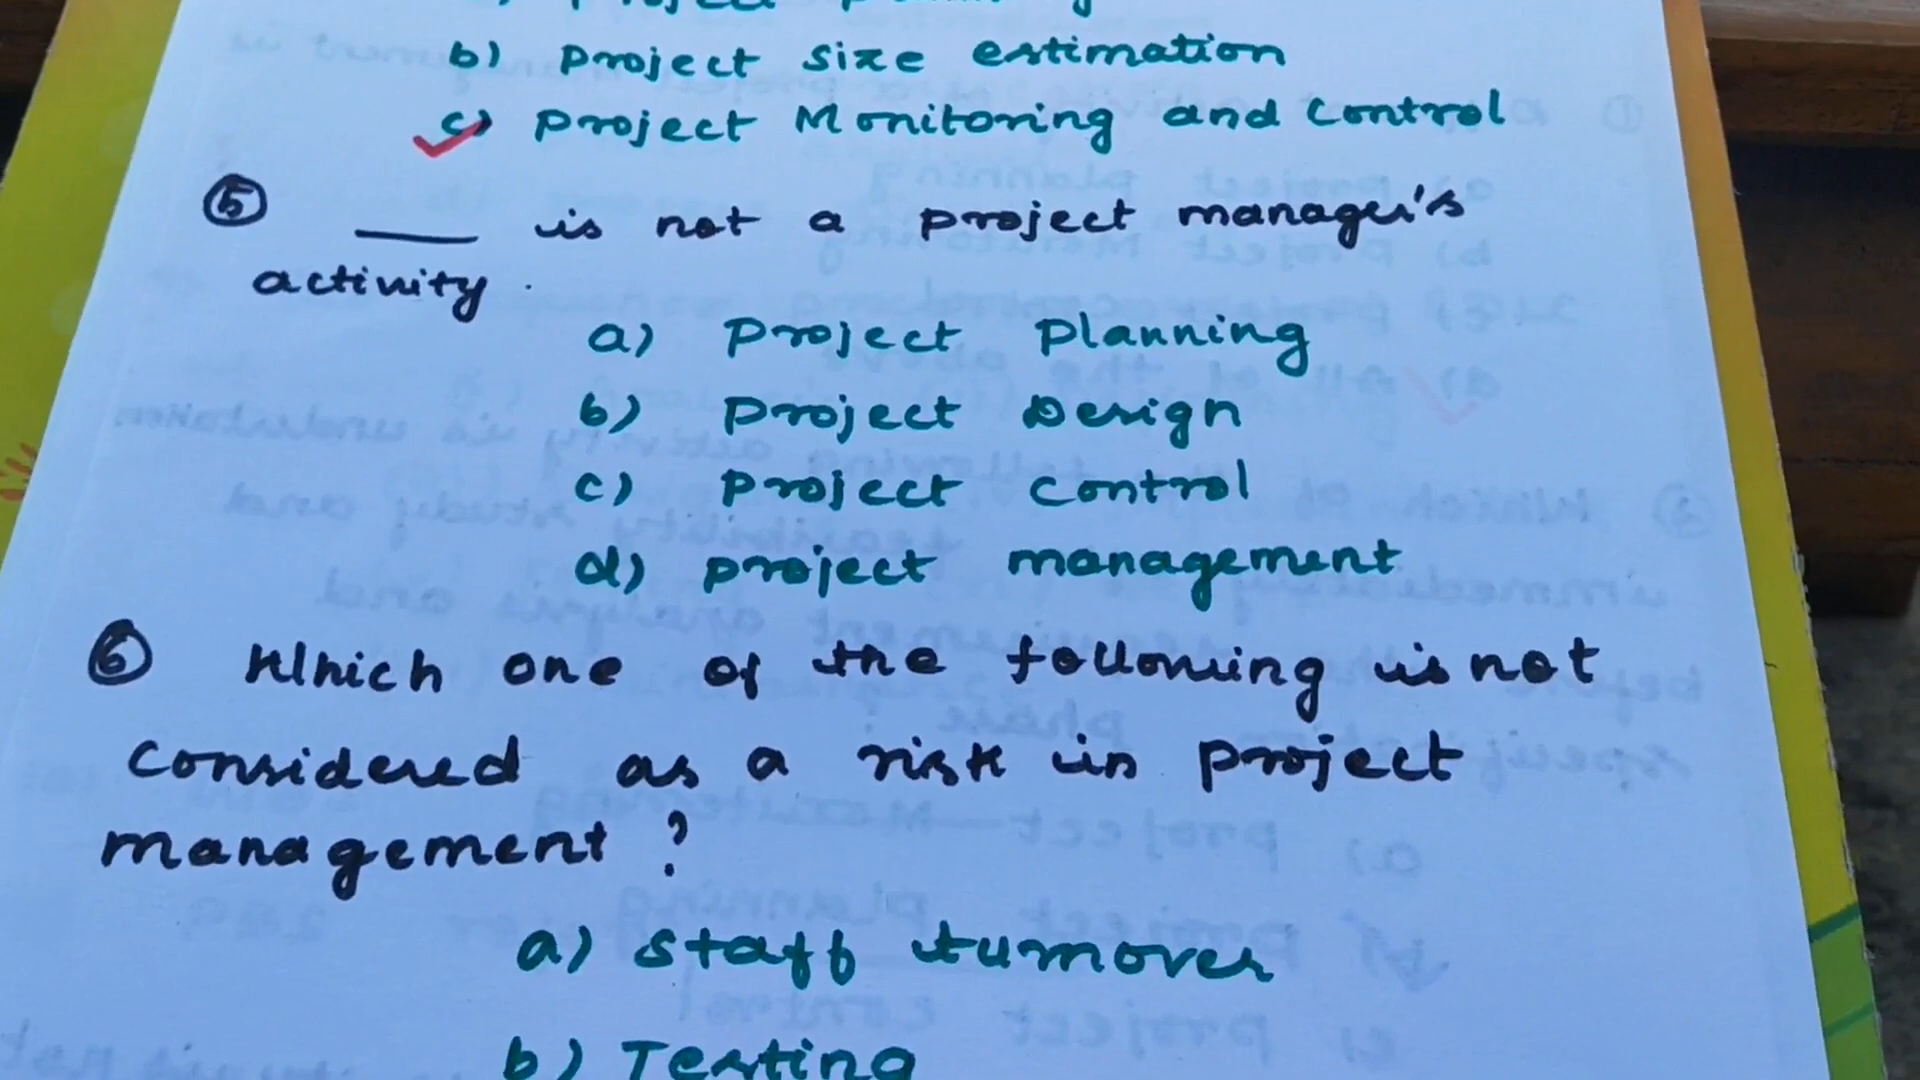 b) Project size estimation
c) Project Monitoring and Control
5 ___ is not a project manager's
activity.
a) Project Planning
b) Project Design
c) Project Control
d) project management
6 Which one of the following is not
considered as a risk in project
management?
a) staff turnover
b) Testing